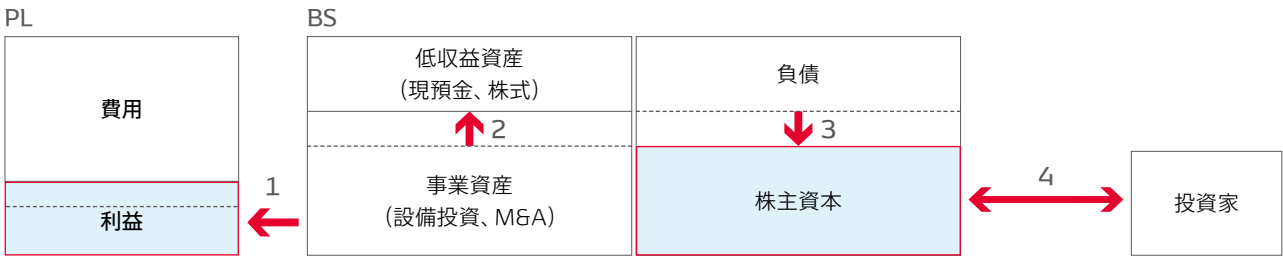 PL
費用
利益
1
BS
低収益資産
（現預金、株式）
2
事業資産
（設備投資、M&A）
負債
3
株主資本
4
投資家